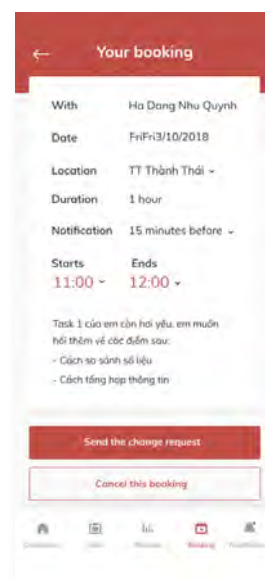 Your booking
With Ha Dang Nhu Quynh
Date FriFri3/10/2018
Location TT Thành Thái
Duration 1 hour
Notification 15 minutes before
Starts Ends
11:00 12:00
Task 1 của em còn hơi yếu, em muốn
hỏi thêm về các điểm sau:
- Cách so sánh số liệu
- Cách tổng hợp thông tin
Send the change request
Cancel this booking
Booking